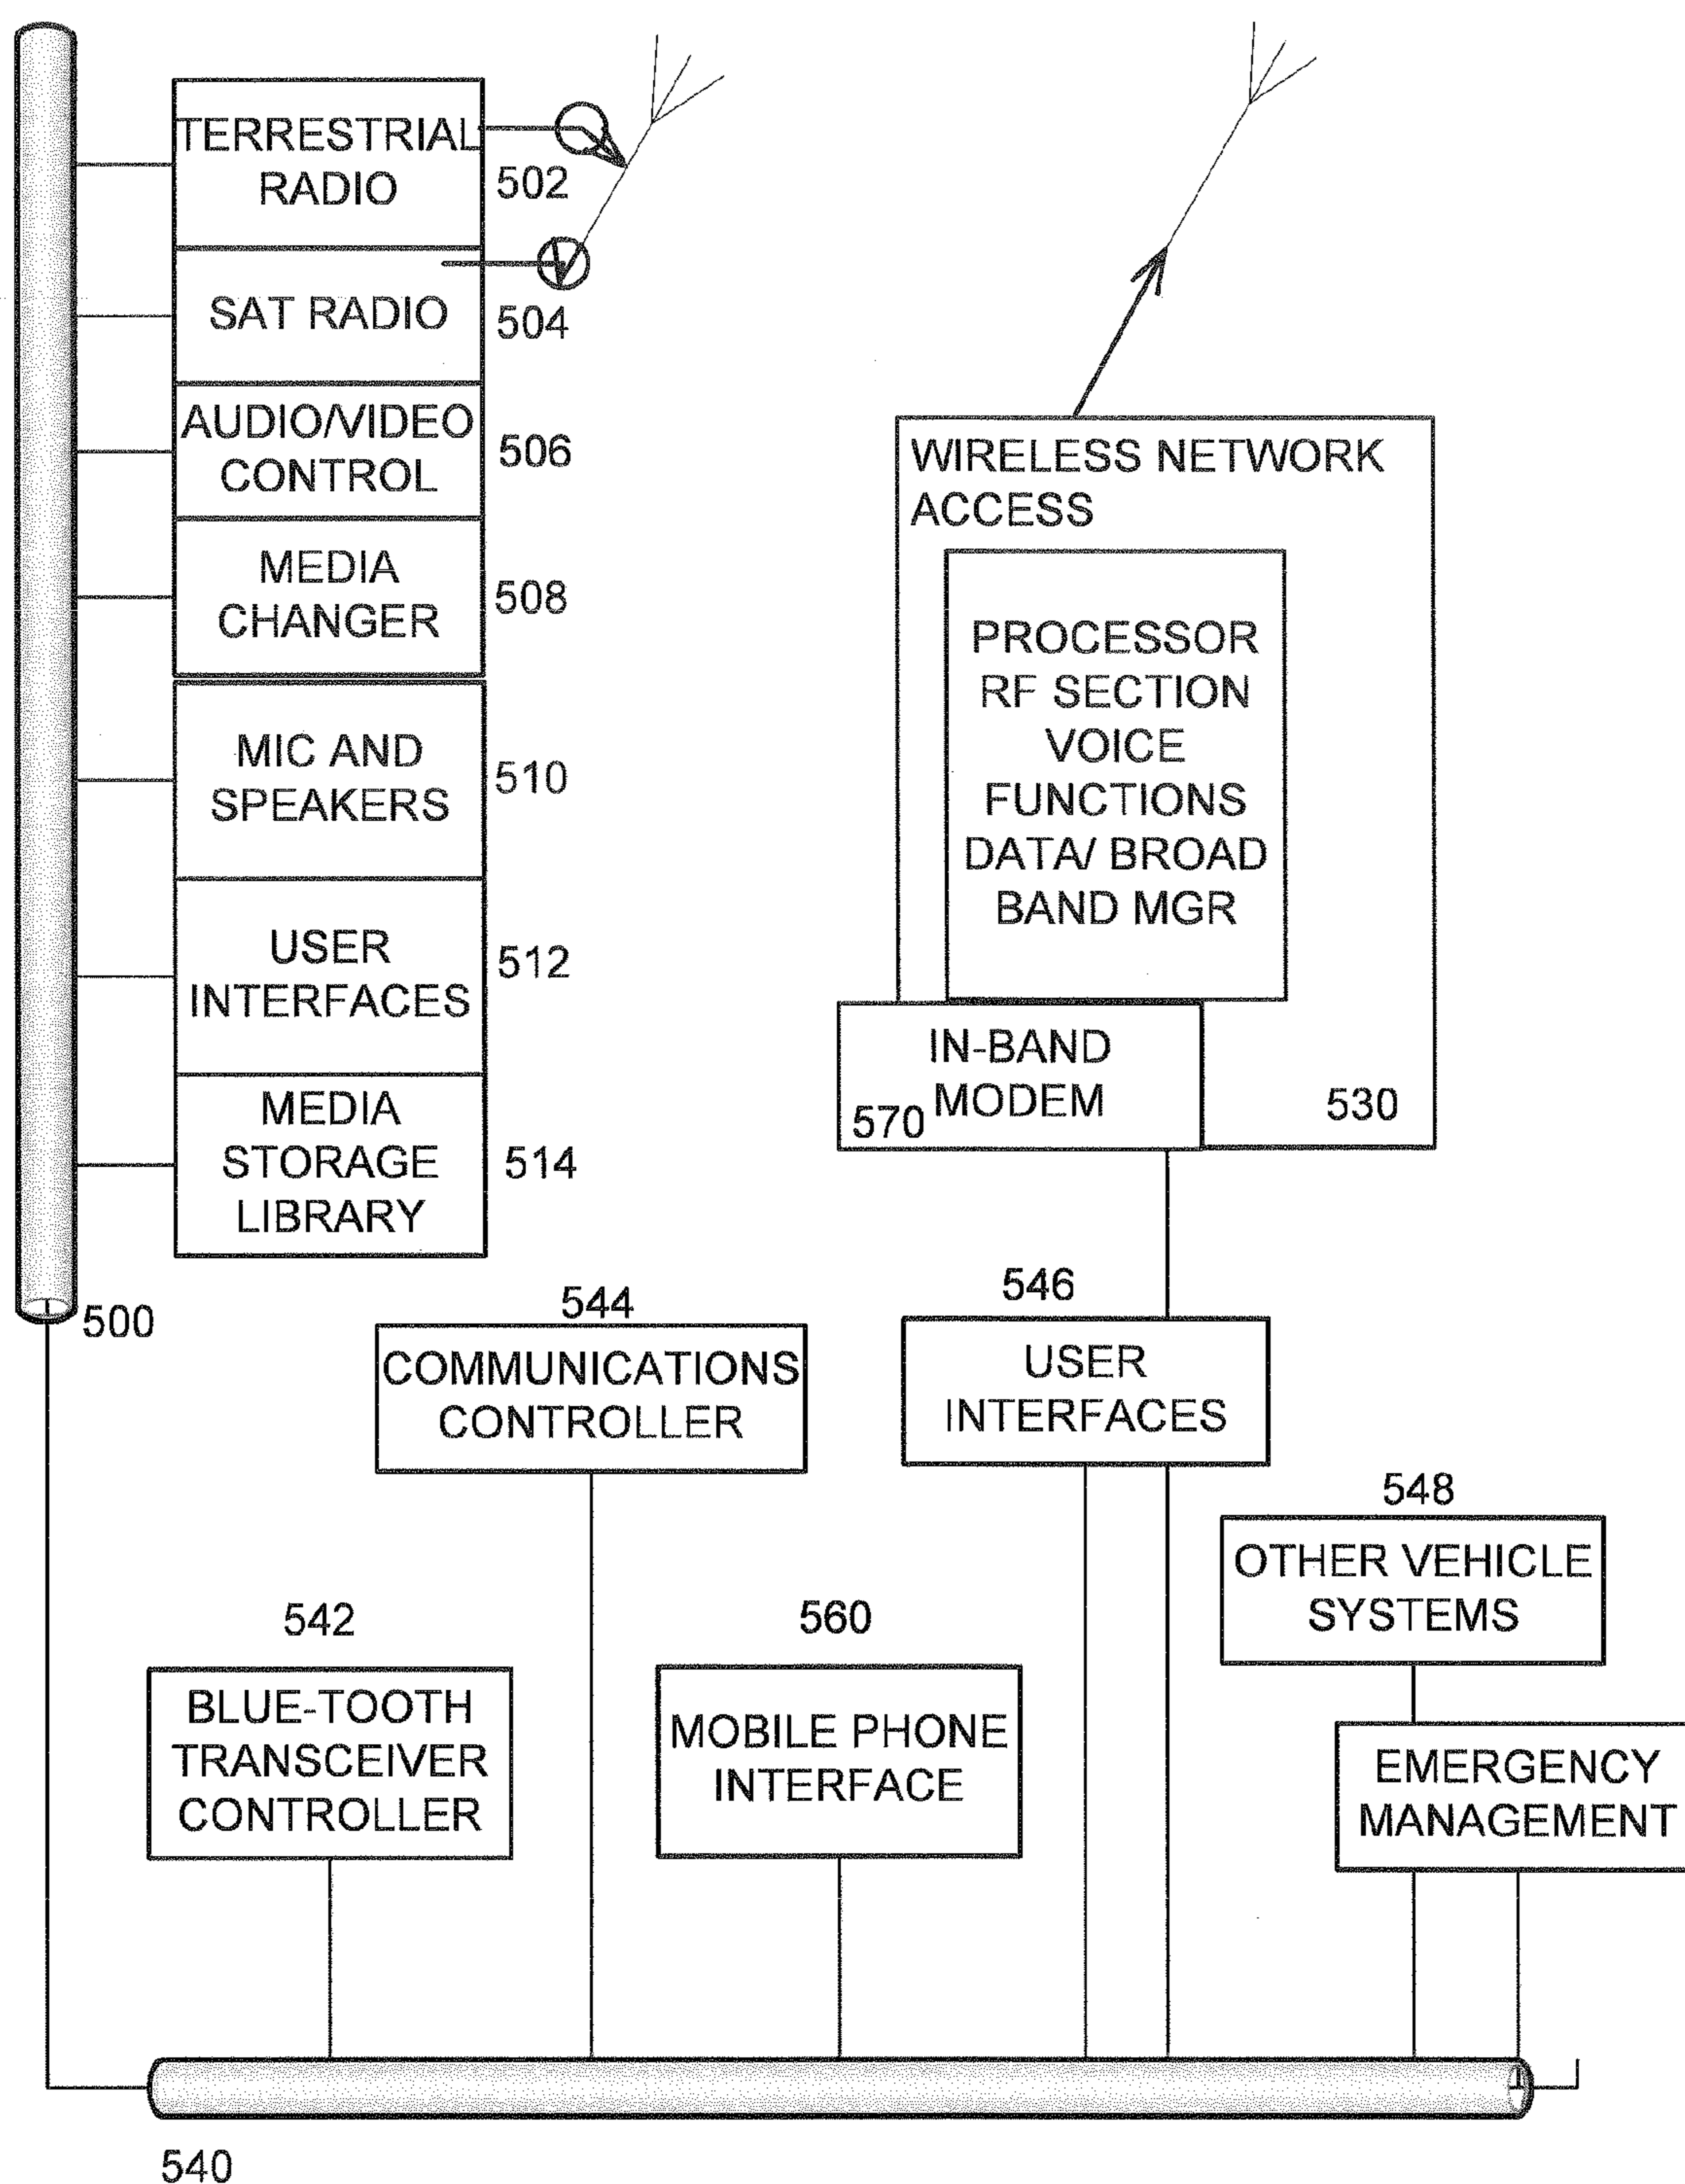 TERRESTRIAL
RADIO
502
SAT RADIO
504
AUDIO/VIDEO
CONTROL
506
MEDIA
CHANGER
508
MIC AND
SPEAKERS
510
USER
INTERFACES
512
MEDIA
STORAGE
LIBRARY
514
500
WIRELESS NETWORK
ACCESS
PROCESSOR
RF SECTION
VOICE
FUNCTIONS
DATA/ BROAD
BAND MGR
IN-BAND
MODEM
570
530
544
COMMUNICATIONS
CONTROLLER
546
USER
INTERFACES
548
OTHER VEHICLE
SYSTEMS
542
BLUE-TOOTH
TRANSCEIVER
CONTROLLER
560
MOBILE PHONE
INTERFACE
EMERGENCY
MANAGEMENT
540